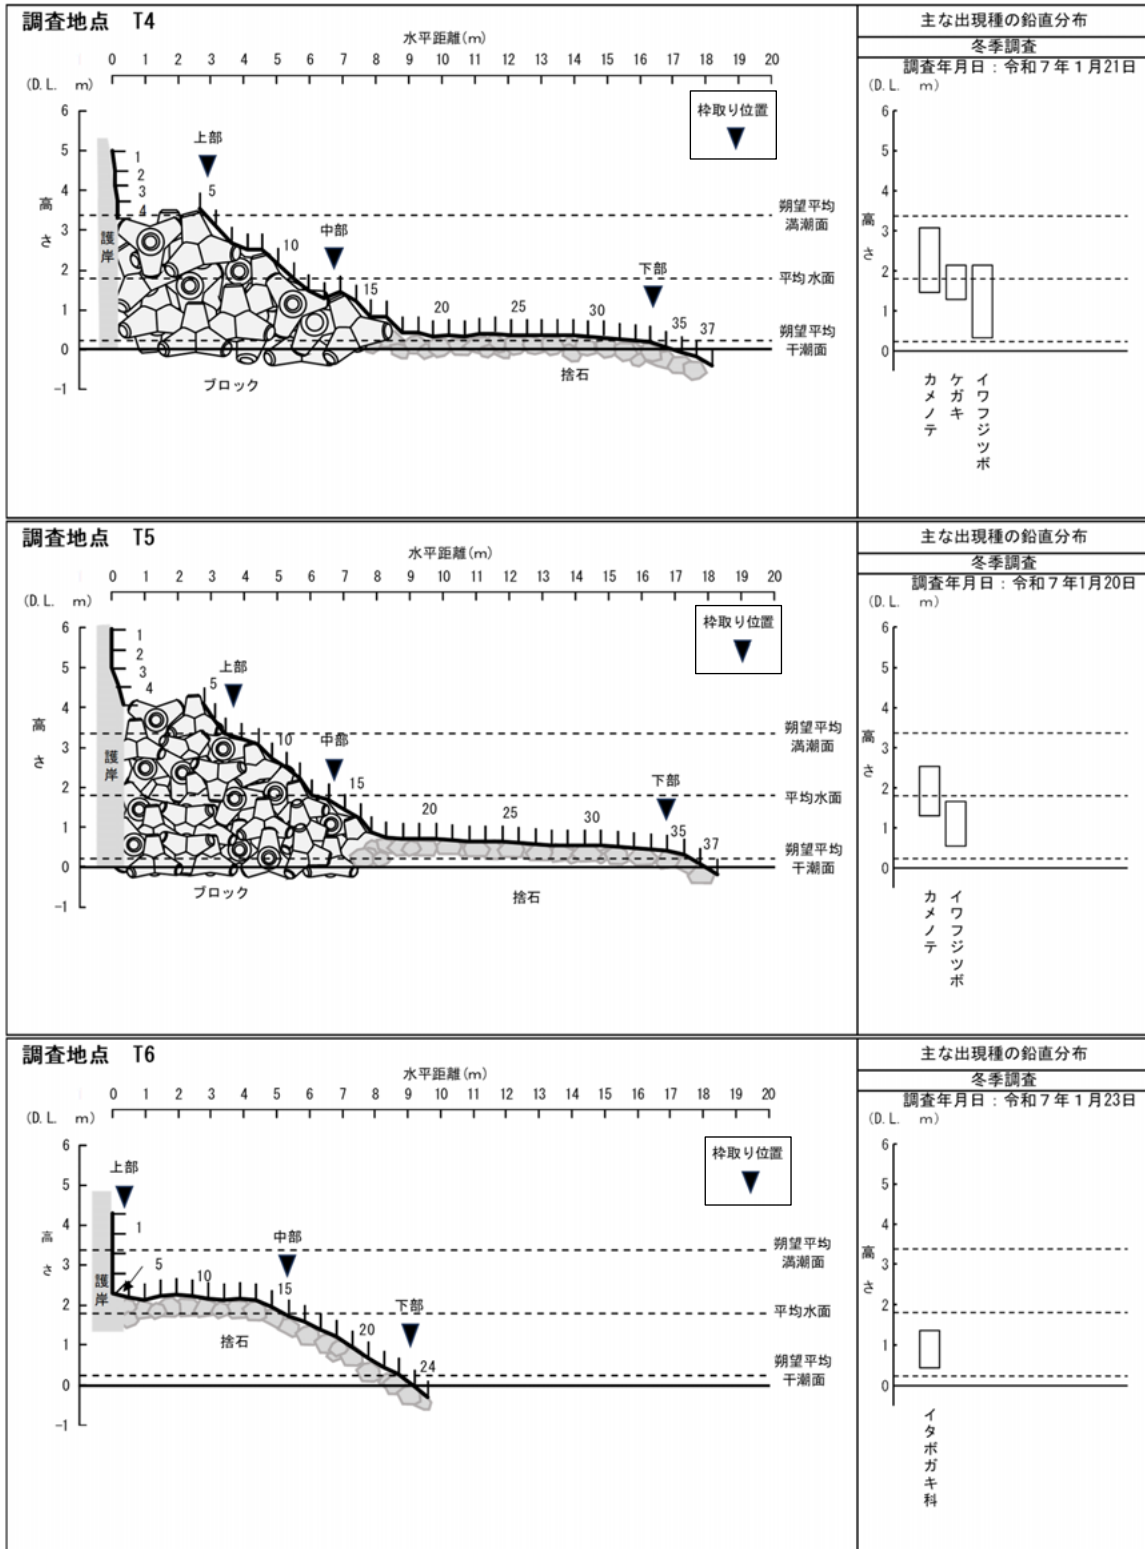 調査地点 T4
水平距離(m)
0 1 2 3 4 5 6 7 8 9 10 11 12 13 14 15 16 17 18 19 20
(D.L. m)
枠取り位置
6
5
4
3
2
1
0
-1
高さ
護岸
上部
中部
下部
1
2
3
4
5
10
15
20
25
30
35
37
朔望平均
満潮面
平均水面
朔望平均
干潮面
ブロック
捨石
主な出現種の鉛直分布
冬季調査
調査年月日：令和７年１月21日
(D.L. m)
6
5
4
3
2
1
0
高さ
カメノテ
ケガキ
イワフジツボ
調査地点 T5
水平距離(m)
0 1 2 3 4 5 6 7 8 9 10 11 12 13 14 15 16 17 18 19 20
(D.L. m)
枠取り位置
6
5
4
3
2
1
0
-1
高さ
護岸
上部
中部
下部
1
2
3
4
5
10
15
20
25
30
35
37
朔望平均
満潮面
平均水面
朔望平均
干潮面
ブロック
捨石
主な出現種の鉛直分布
冬季調査
調査年月日：令和７年1月20日
(D.L. m)
6
5
4
3
2
1
0
高さ
カメノテ
イワフジツボ
調査地点 T6
水平距離(m)
0 1 2 3 4 5 6 7 8 9 10 11 12 13 14 15 16 17 18 19 20
(D.L. m)
枠取り位置
6
5
4
3
2
1
0
-1
高さ
護岸
上部
中部
下部
1
5
10
15
20
24
朔望平均
満潮面
平均水面
朔望平均
干潮面
捨石
主な出現種の鉛直分布
冬季調査
調査年月日：令和７年１月23日
(D.L. m)
6
5
4
3
2
1
0
高さ
イタボガキ科